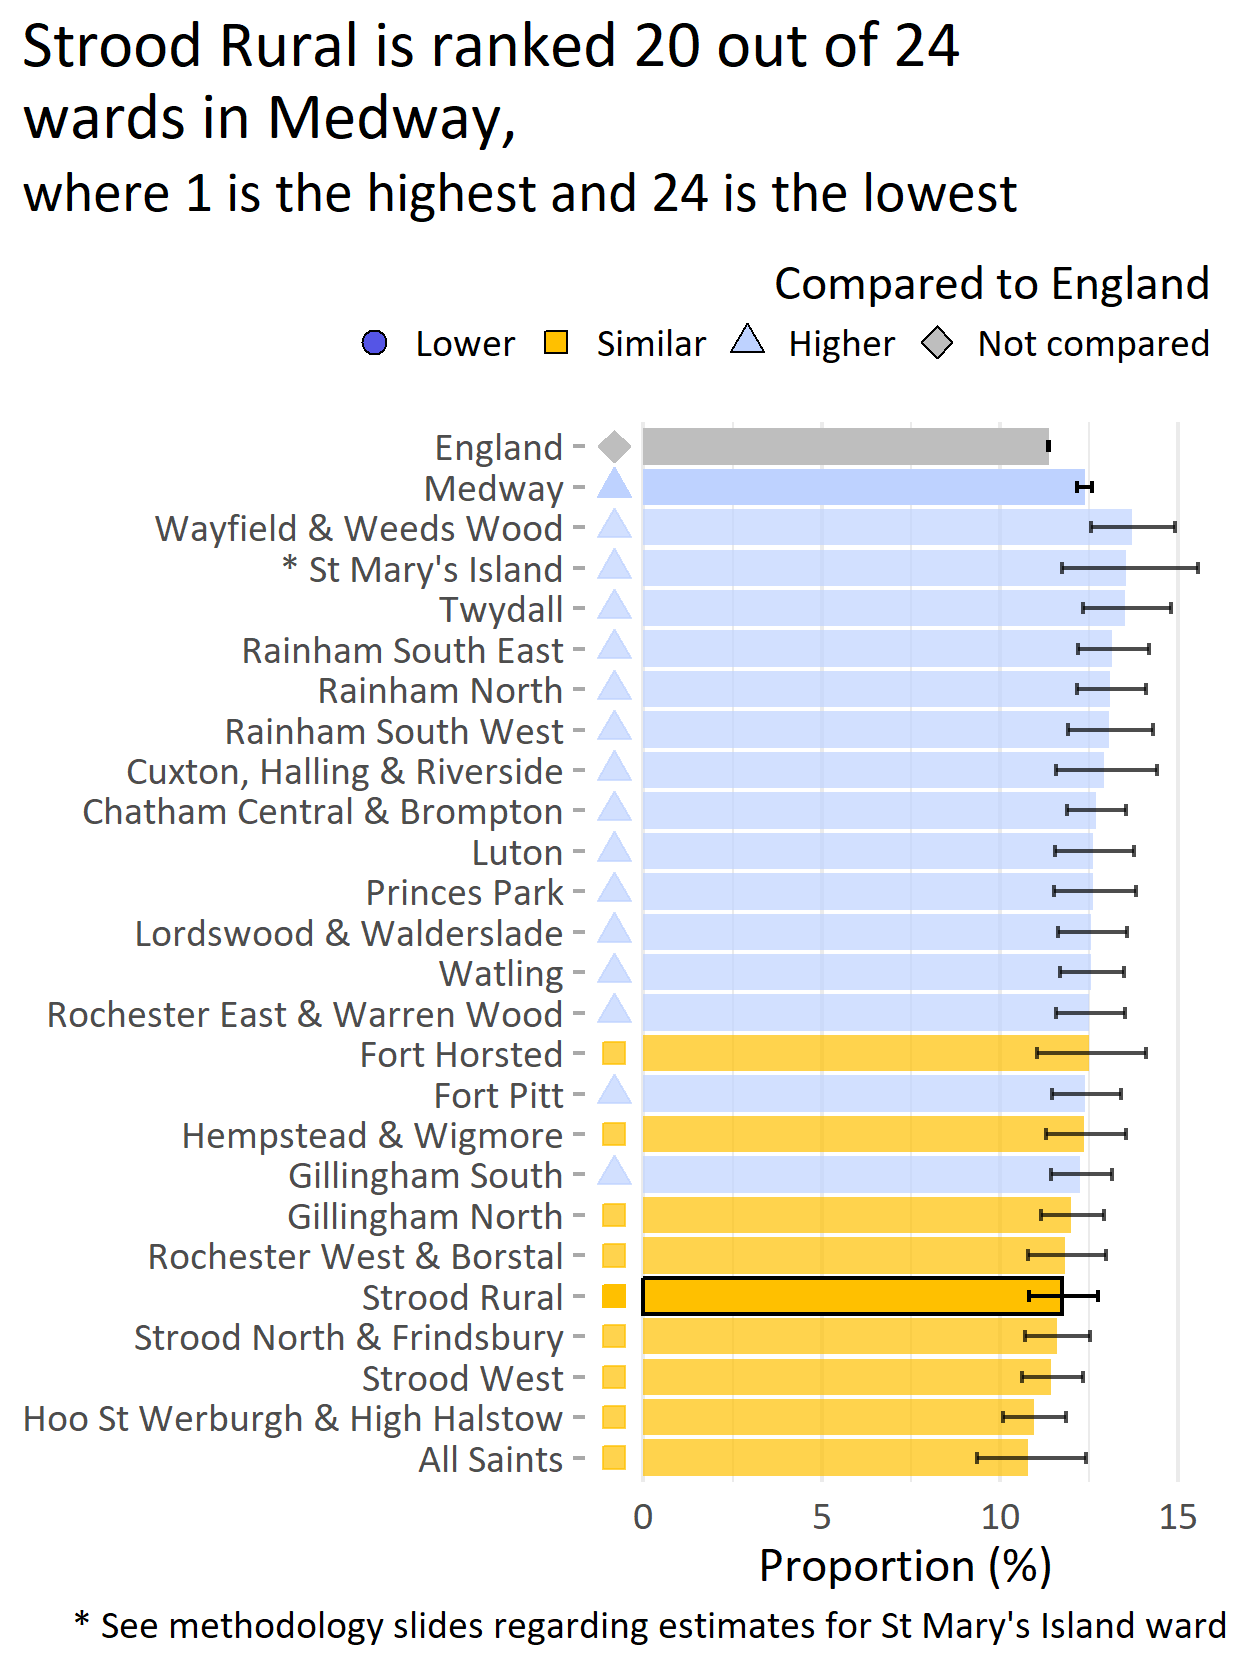 Strood Rural is ranked 20 out of 24
wards in Medway,
where 1 is the highest and 24 is the lowest
Compared to England
Lower Similar Higher Not compared
England
Medway
Wayfield & Weeds Wood
* St Mary's Island
Twydall
Rainham South East
Rainham North
Rainham South West
Cuxton, Halling & Riverside
Chatham Central & Brompton
Luton
Princes Park
Lordswood & Walderslade
Watling
Rochester East & Warren Wood
Fort Horsted
Fort Pitt
Hempstead & Wigmore
Gillingham South
Gillingham North
Rochester West & Borstal
Strood Rural
Strood North & Frindsbury
Strood West
Hoo St Werburgh & High Halstow
All Saints
0 5 10 15
Proportion (%)
* See methodology slides regarding estimates for St Mary's Island ward